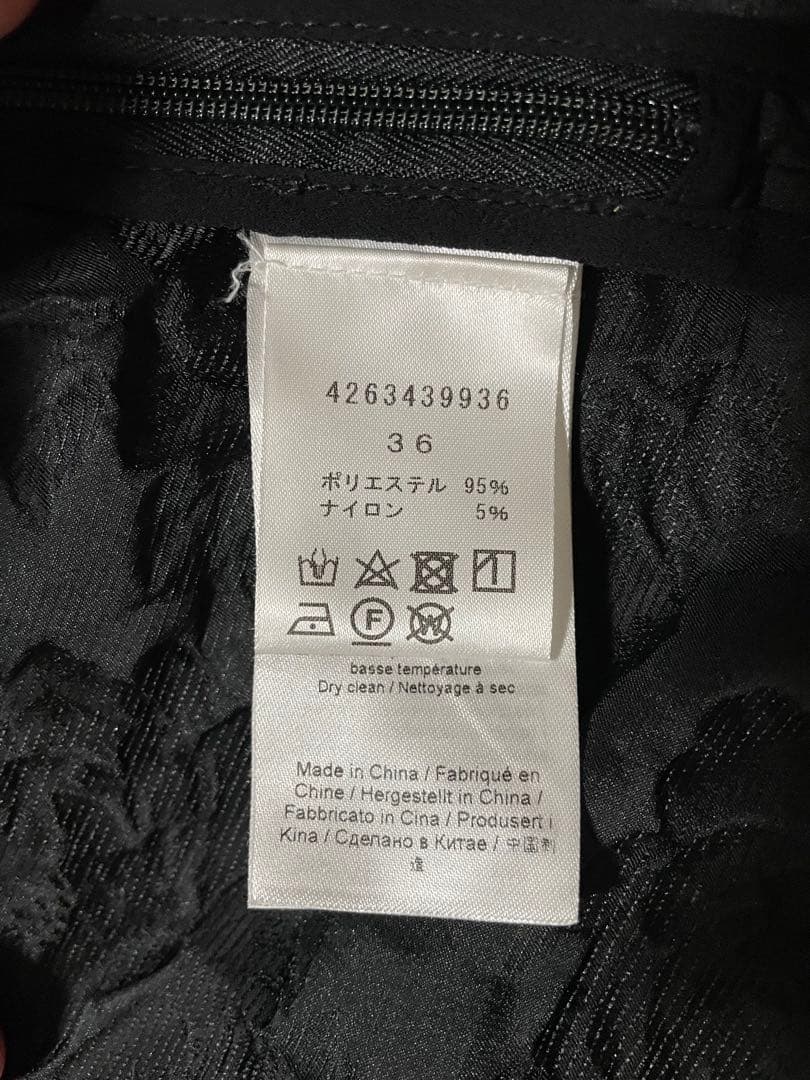 4263439936
36
ポリエステル 95%
ナイロン 5%
F
W
basse température
Dry clean / Nettoyage à sec
Made in China / Fabriqué en
Chine / Hergestellt in China /
Fabbricato in Cina / Produsert i
Kina / Сделано в Китае / 中国制
造